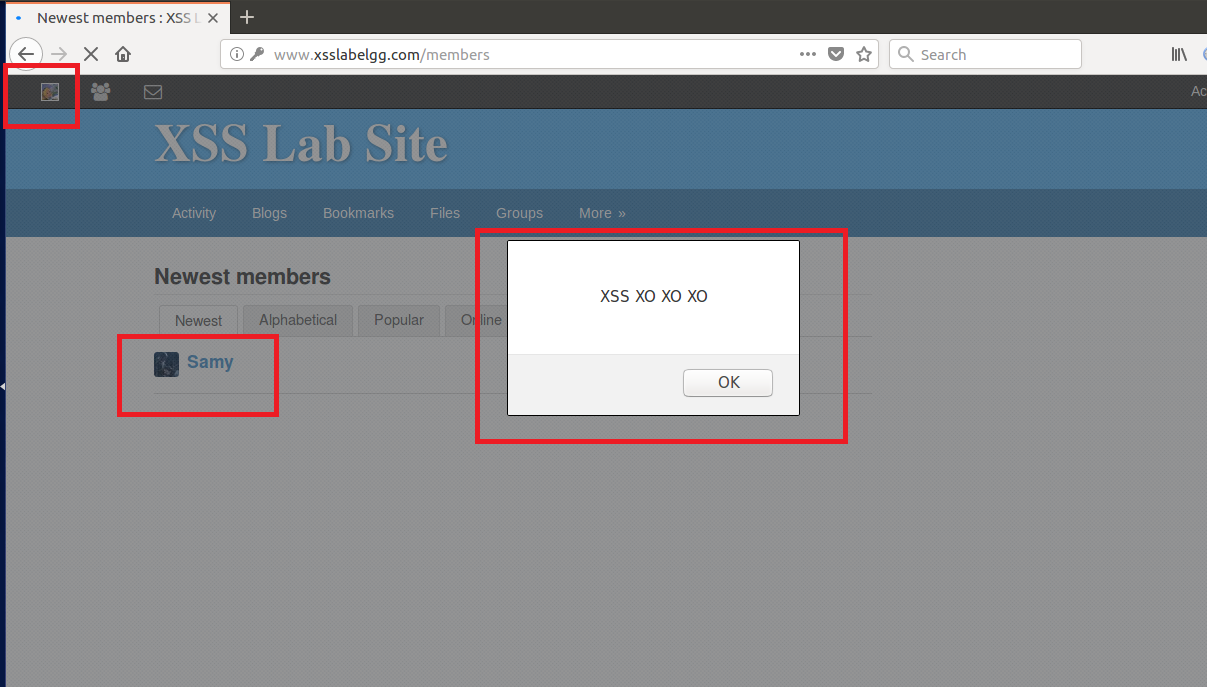 Newest members : XSS L
www.xsslabelgg.com/members
Search
Ac
XSS Lab Site
Activity Blogs Bookmarks Files Groups More »
Newest members
Newest Alphabetical Popular Online
Samy
XSS XO XO XO
OK